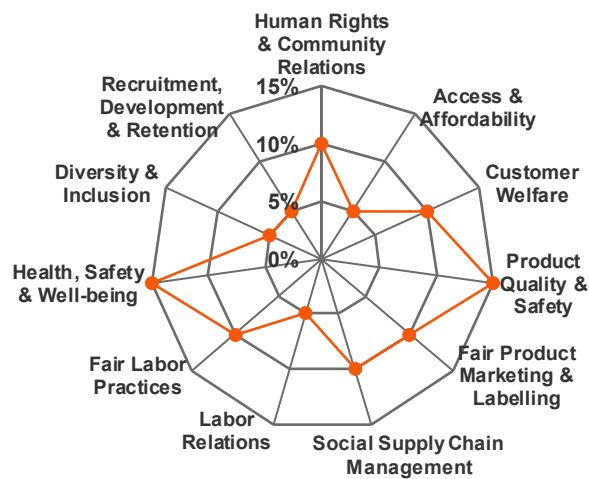 Human Rights
& Community
Relations
15%
10%
5%
0%
Access &
Affordability
Customer
Welfare
Product
Quality &
Safety
Fair Product
Marketing &
Labelling
Social Supply Chain
Management
Labor
Relations
Fair Labor
Practices
Health, Safety
& Well-being
Diversity &
Inclusion
Recruitment,
Development
& Retention